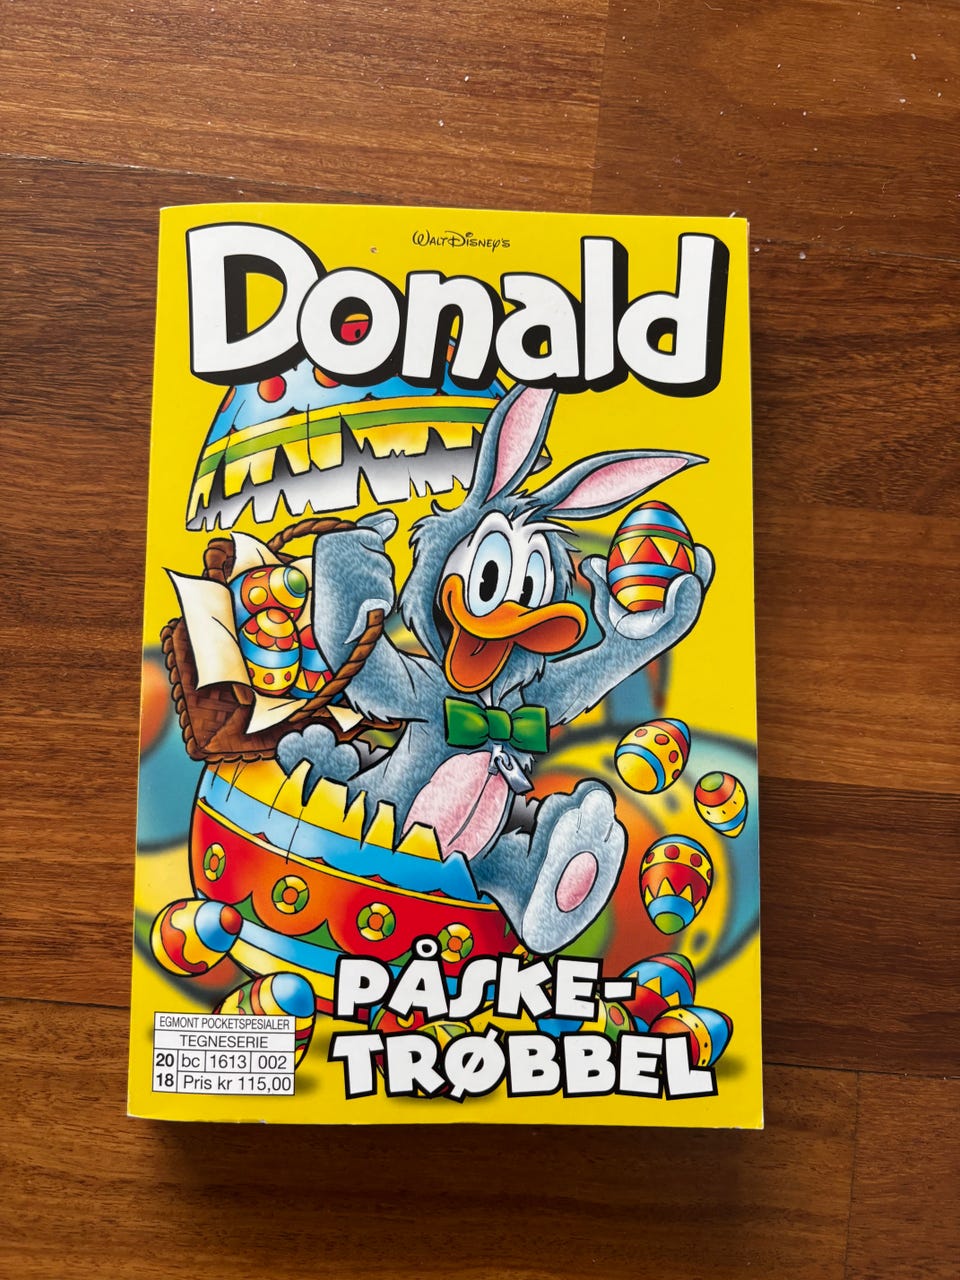 WALT DISNEY'S
Donald
PÅSKE-
TRØBBEL
EGMONT POCKETSPESIALER
TEGNESERIE
20 bc 1613 002
18 Pris kr 115,00